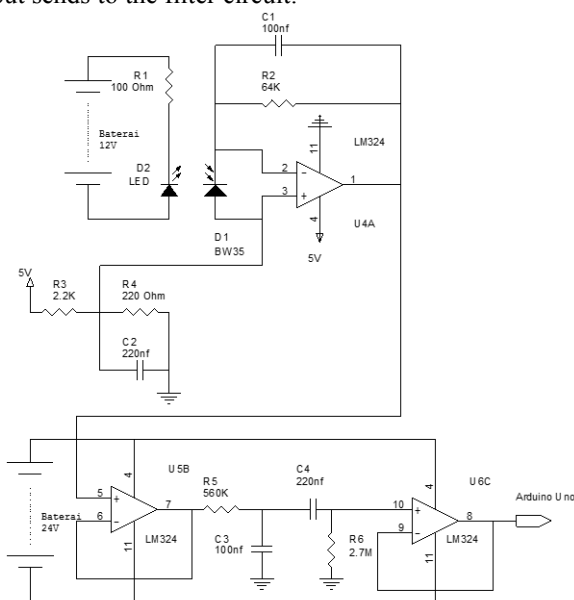 out sends to the filter circuit.
C1
100nf
R1
100 Ohm
R2
64K
Baterai
12V
D2
LED
LM324
11
2
3
1
4
U4A
5V
D1
BW35
5V
R3
2.2K
R4
220 Ohm
C2
220nf
4
U5B
5
6
7
R5
560K
C4
220nf
4
U6C
10
9
8
Arduino Uno
Baterai
24V
11
LM324
C3
100nf
R6
2.7M
LM324
11